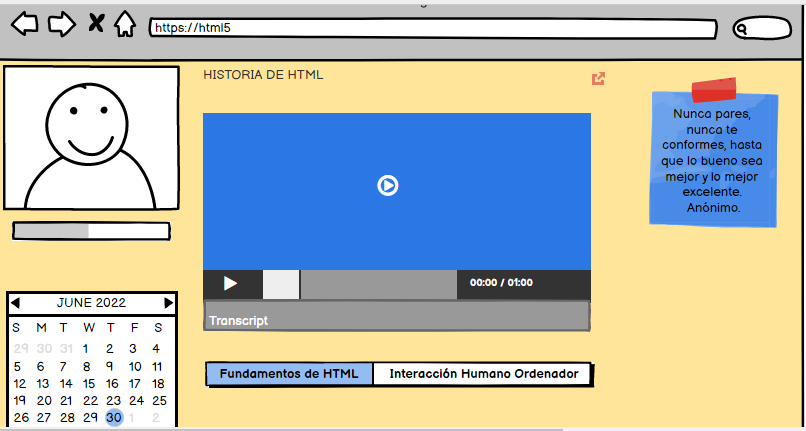 https://html5
HISTORIA DE HTML
Nunca pares,
nunca te
conformes, hasta
que lo bueno sea
mejor y lo mejor
excelente.
Anónimo.
00:00 / 01:00
Transcript
Fundamentos de HTML
Interacción Humano Ordenador
JUNE 2022
S M T W T F S
29 30 31 1 2 3 4
5 6 7 8 9 10 11
12 13 14 15 16 17 18
19 20 21 22 23 24 25
26 27 28 29 30 1 2